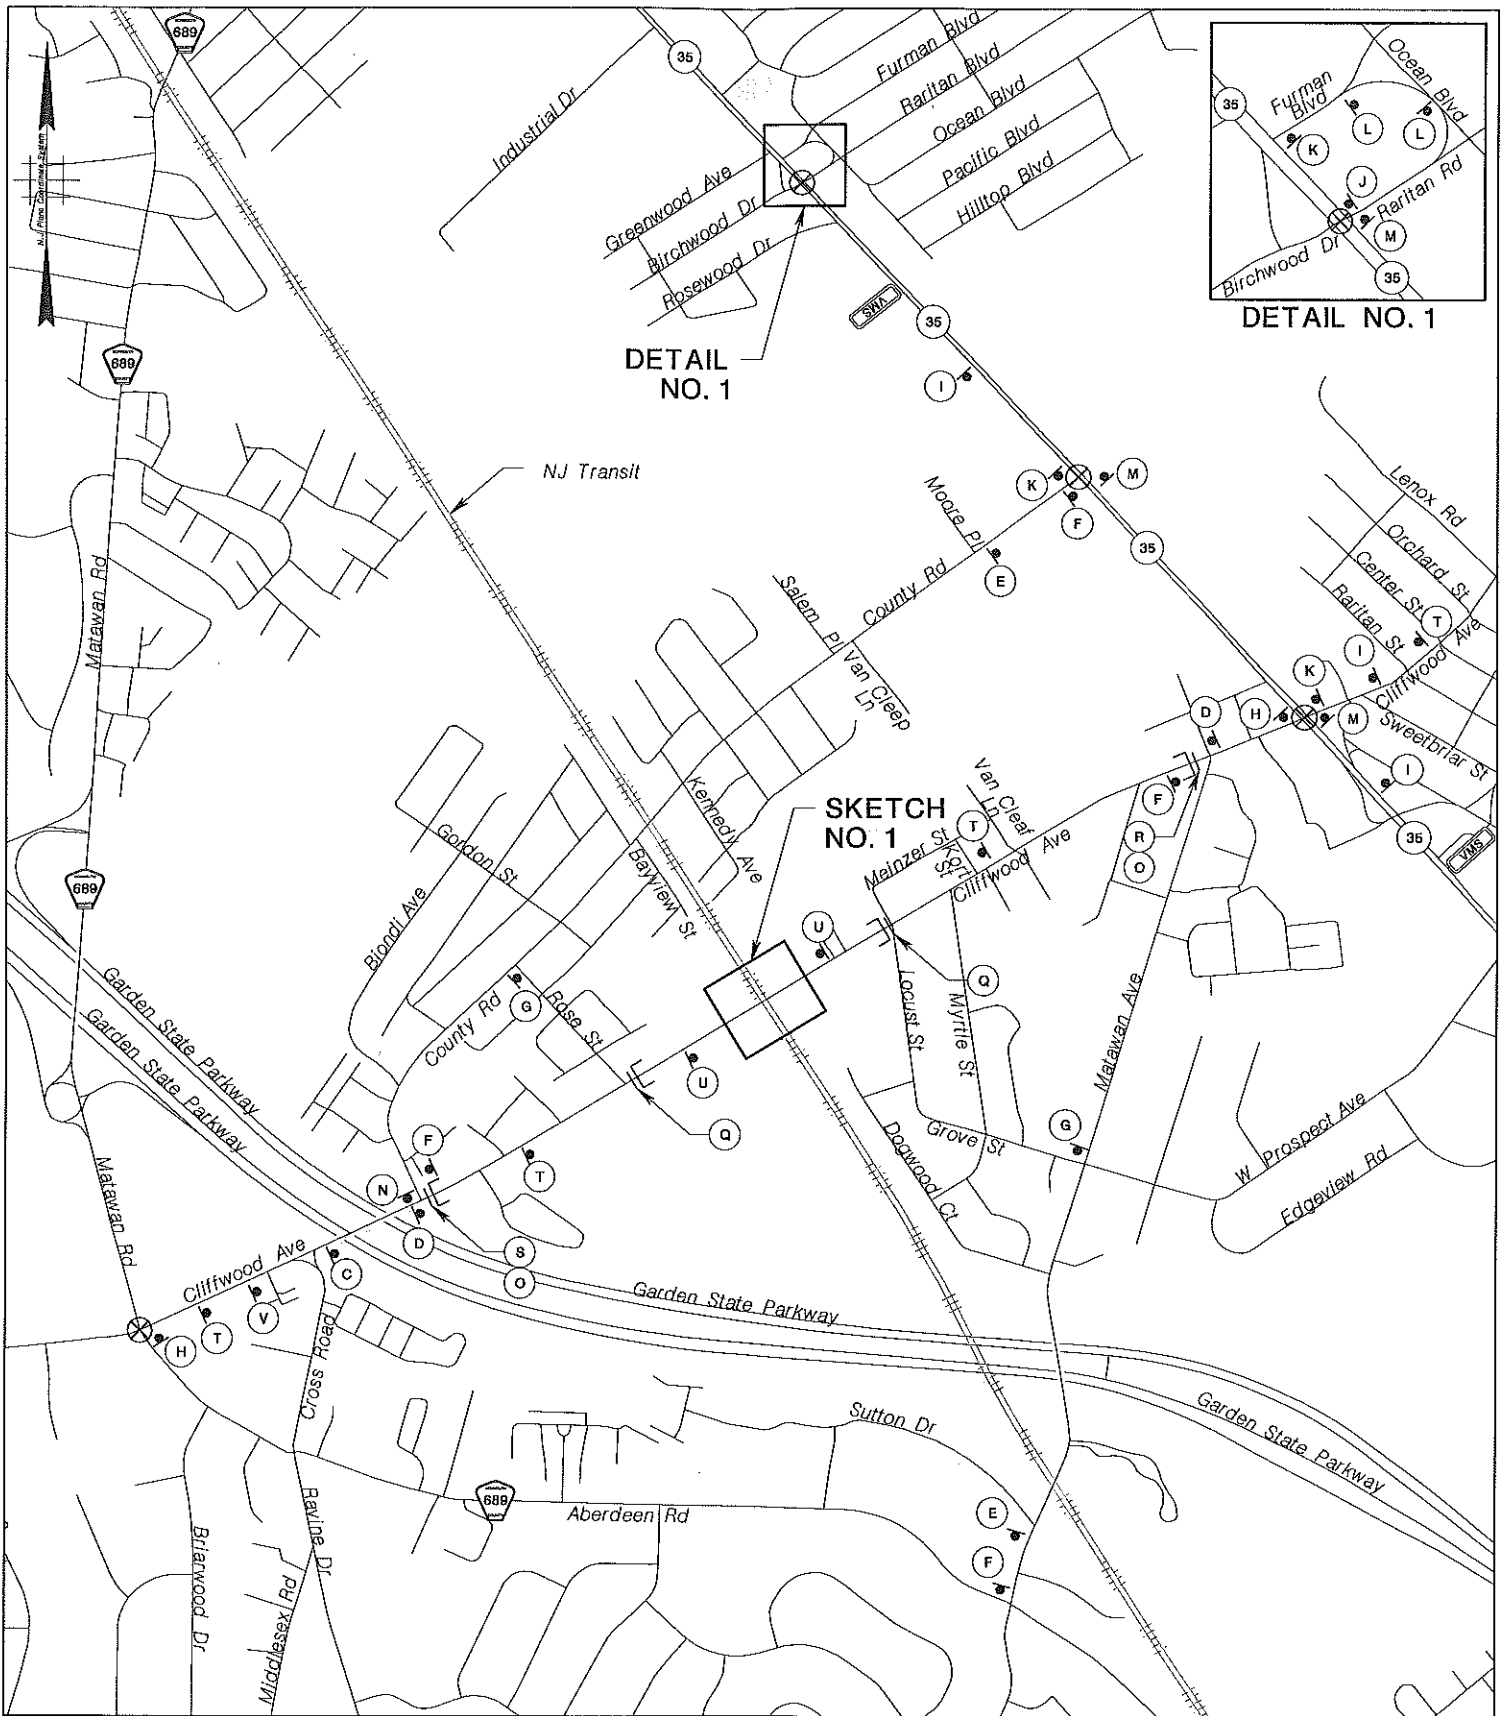 689
35
Furman Blvd
Raritan Blvd
Ocean Blvd
Pacific Blvd
Hilltop Blvd
Industrial Dr
Greenwood Ave
Birchwood Dr
Rosewood Dr
N.J. Plane Coordinate System
VMS
35
DETAIL
NO. 1
I
Ocean Blvd
Furman
Blvd
35
K
L
L
J
Raritan Rd
M
Birchwood Dr
35
DETAIL NO. 1
689
NJ Transit
K
M
F
Moore Pl
E
35
County Rd
Salem Pl
Van Cleep
Ln
Lenox Rd
Orchard St
Center St
Raritan St
T
I
K
Cliffwood Ave
D
H
M
Sweetbriar St
I
35
VMS
Matawan Rd
689
Kennedy Ave
Bayview St
Gordon St
Biondi Ave
SKETCH
NO. 1
Meinzer St
T
Kort
St
Van Cleaf
Ln
Cliffwood Ave
F
R
O
U
Q
Locust St
Myrtle St
Matawan Ave
Garden State Parkway
Garden State Parkway
County Rd
G
Rose St
U
Q
Dogwood Ct
Grove St
G
W Prospect Ave
Edgeview Rd
F
N
T
D
S
O
Matawan Rd
Cliffwood Ave
C
V
T
H
Cross Road
Garden State Parkway
Garden State Parkway
Sutton Dr
689
Aberdeen Rd
E
F
Briarwood Dr
Ravine Dr
Middlesex Rd